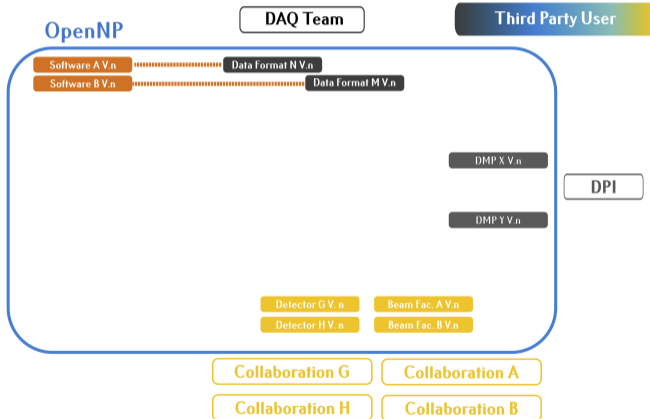 DAQ Team
Third Party User
OpenNP
Software A V.n
Data Format N V.n
Software B V.n
Data Format M V.n
DMP X V.n
DPI
DMP Y V.n
Detector G V. n
Beam Fac. A V.n
Detector H V. n
Beam Fac. B V.n
Collaboration G
Collaboration A
Collaboration H
Collaboration B